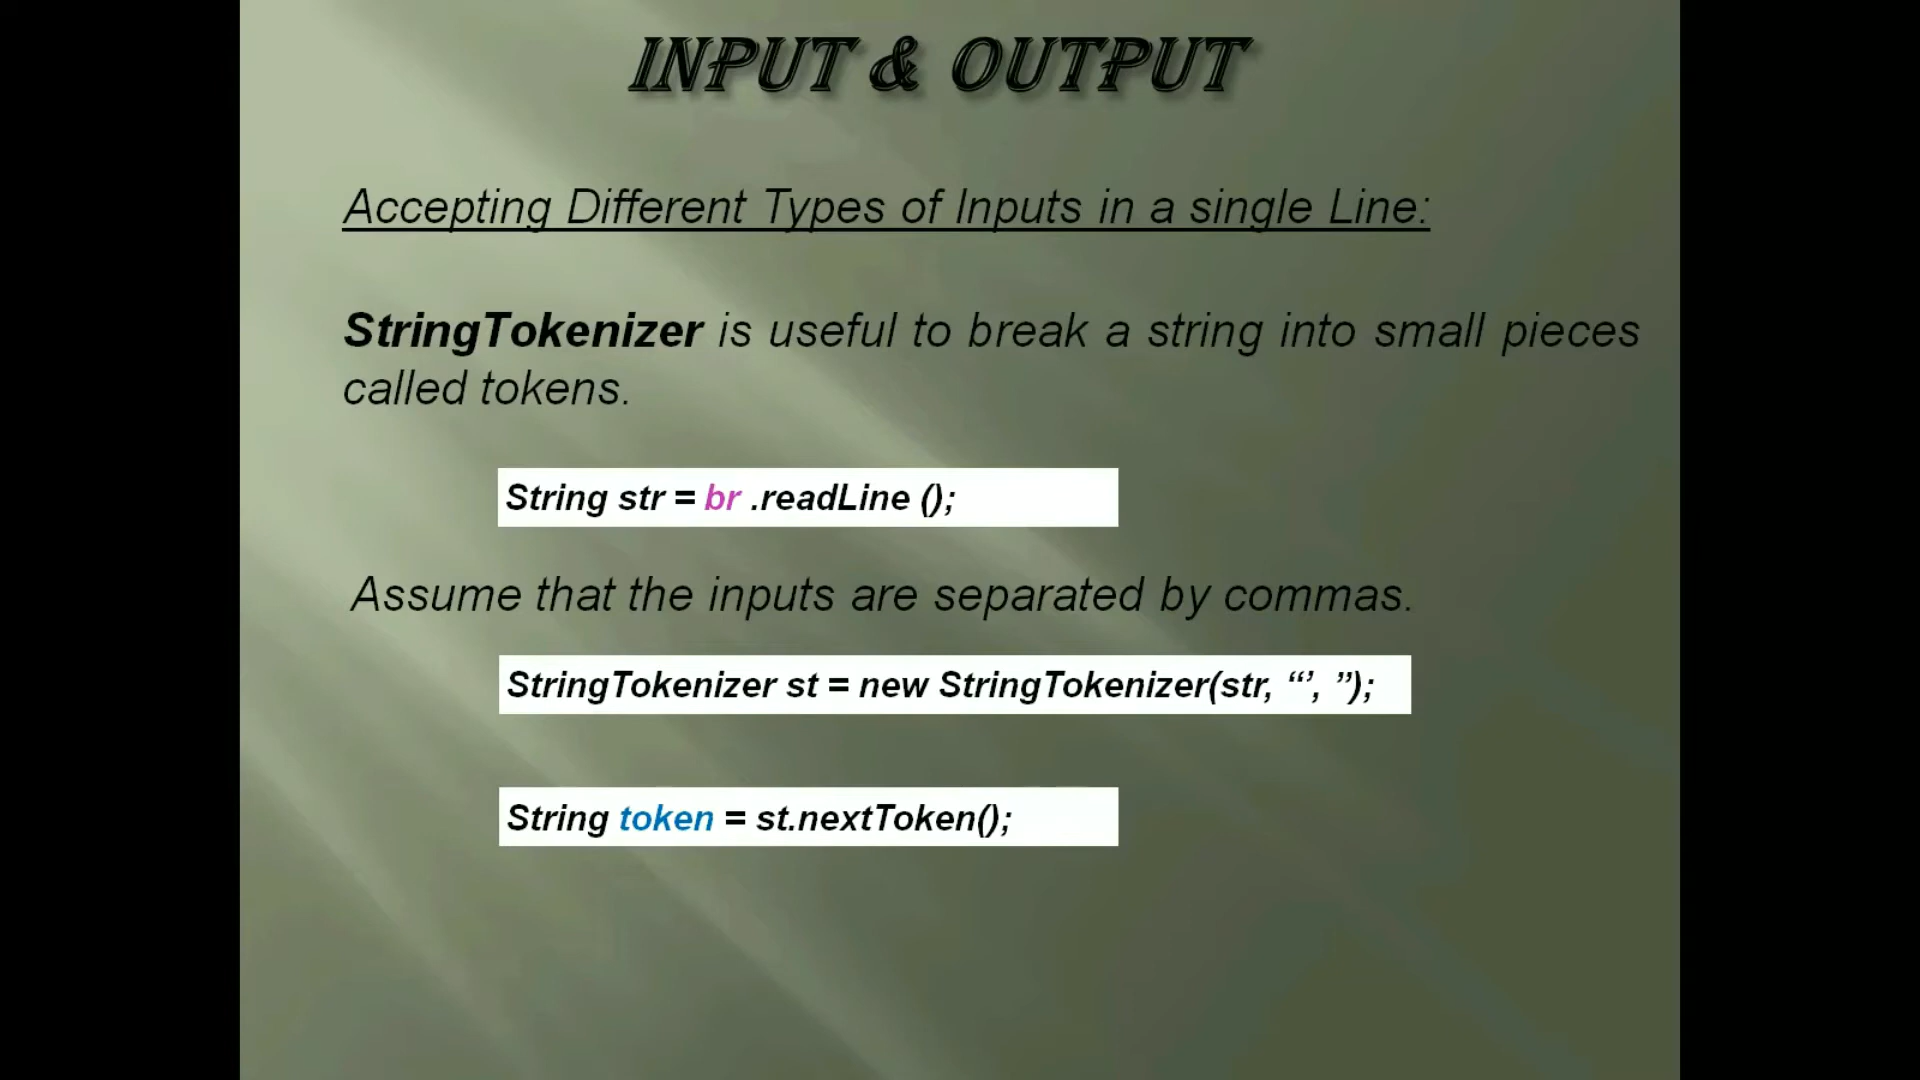 INPUT & OUTPUT
Accepting Different Types of Inputs in a single Line:
StringTokenizer is useful to break a string into small pieces
called tokens.
String str = br .readLine ();
Assume that the inputs are separated by commas.
StringTokenizer st = new StringTokenizer(str, “’, ”);
String token = st.nextToken();